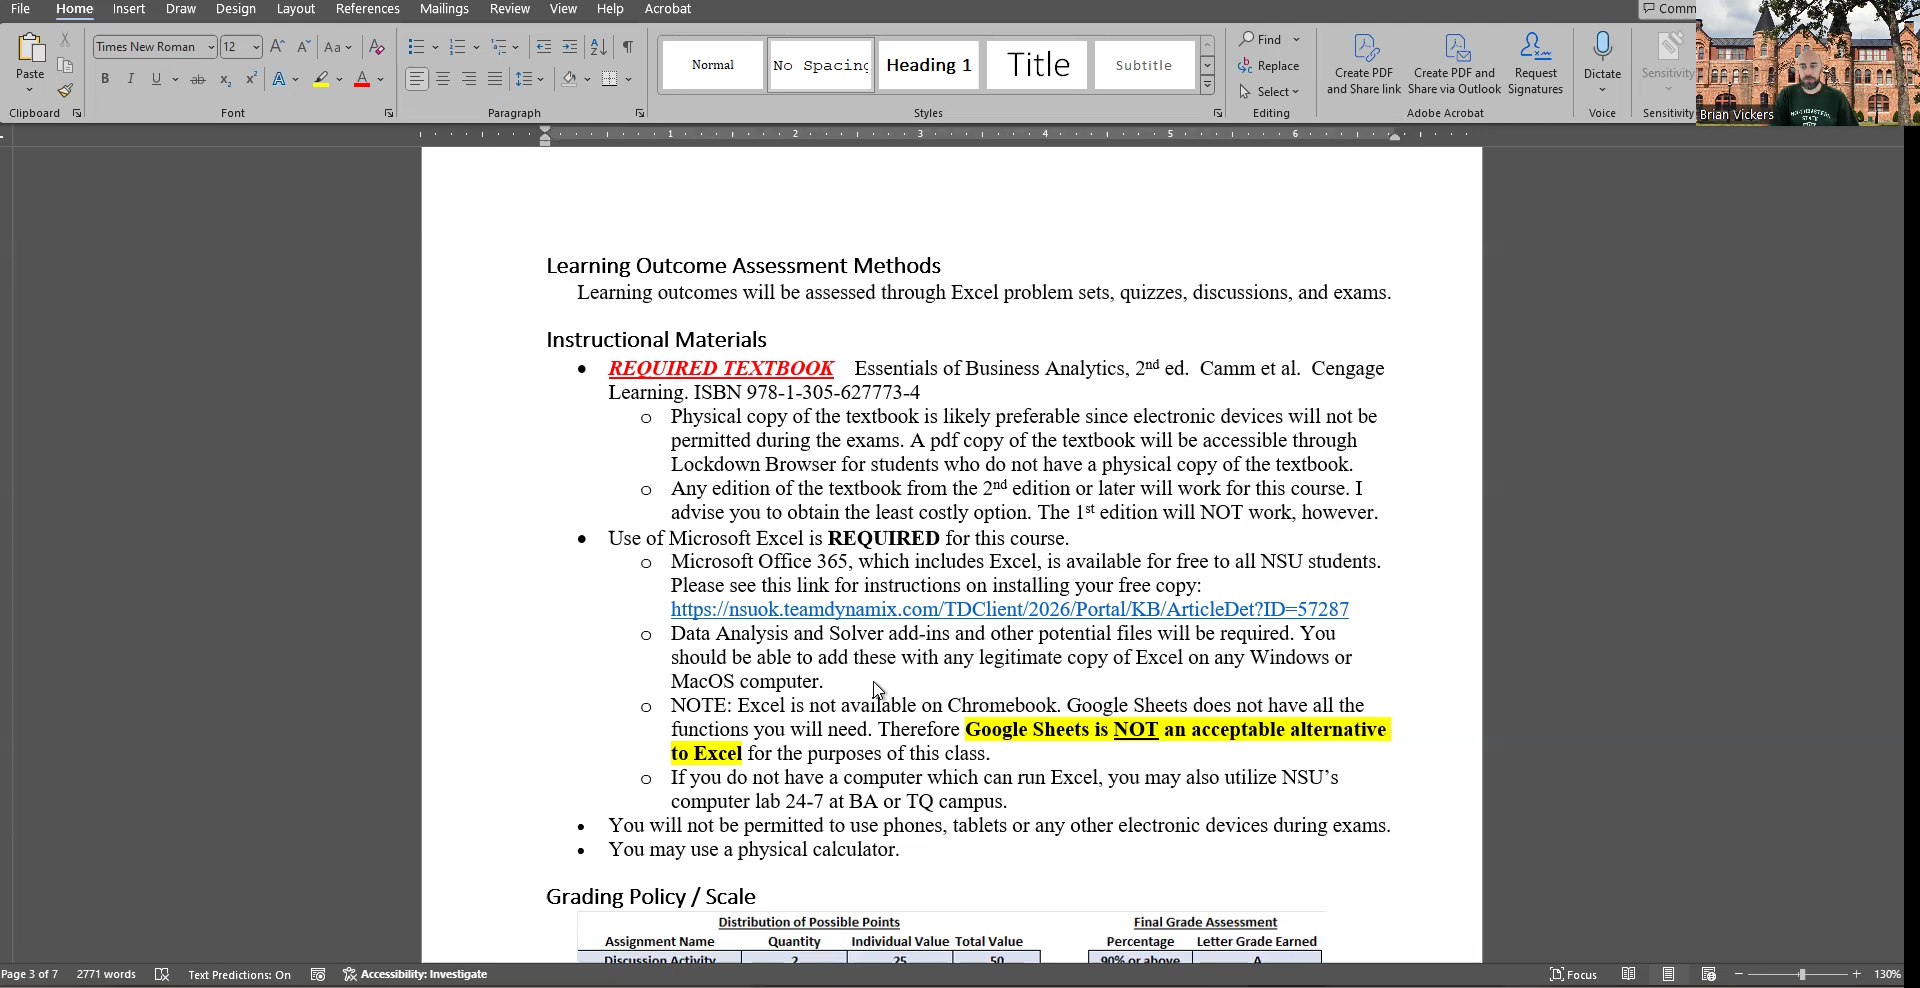 File Home Insert Draw Design Layout References Mailings Review View Help Acrobat
Comm
Times New Roman 12 Aa
Paste
Normal No Spacing Heading 1 Title Subtitle
Find
Replace
Select
Create PDF and Share link
Create PDF and Share via Outlook
Request Signatures
Dictate
Sensitivity
Clipboard Font Paragraph Styles Editing Adobe Acrobat Voice Sensitivity
Brian Vickers
1 2 3 4 5 6
Learning Outcome Assessment Methods
Learning outcomes will be assessed through Excel problem sets, quizzes, discussions, and exams.
Instructional Materials
• REQUIRED TEXTBOOK Essentials of Business Analytics, 2nd ed. Camm et al. Cengage
Learning. ISBN 978-1-305-627773-4
o Physical copy of the textbook is likely preferable since electronic devices will not be
permitted during the exams. A pdf copy of the textbook will be accessible through
Lockdown Browser for students who do not have a physical copy of the textbook.
o Any edition of the textbook from the 2nd edition or later will work for this course. I
advise you to obtain the least costly option. The 1st edition will NOT work, however.
• Use of Microsoft Excel is REQUIRED for this course.
o Microsoft Office 365, which includes Excel, is available for free to all NSU students.
Please see this link for instructions on installing your free copy:
https://nsuok.teamdynamix.com/TDClient/2026/Portal/KB/ArticleDet?ID=57287
o Data Analysis and Solver add-ins and other potential files will be required. You
should be able to add these with any legitimate copy of Excel on any Windows or
MacOS computer.
o NOTE: Excel is not available on Chromebook. Google Sheets does not have all the
functions you will need. Therefore Google Sheets is NOT an acceptable alternative
to Excel for the purposes of this class.
o If you do not have a computer which can run Excel, you may also utilize NSU’s
computer lab 24-7 at BA or TQ campus.
• You will not be permitted to use phones, tablets or any other electronic devices during exams.
• You may use a physical calculator.
Grading Policy / Scale
Distribution of Possible Points Final Grade Assessment
Assignment Name Quantity Individual Value Total Value Percentage Letter Grade Earned
Discussion Activity 2 25 50 90% or above A
Page 3 of 7 2771 words Text Predictions: On Accessibility: Investigate Focus 130%